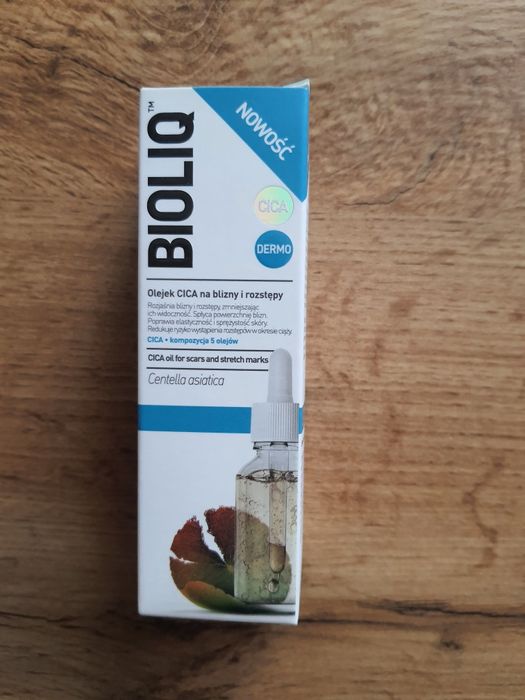 BIOLIQ™
NOWOŚĆ
CICA
DERMO
Olejek CICA na blizny i rozstępy
Rozjaśnia blizny i rozstępy, zmniejszając
ich widoczność. Spłyca powierzchnię blizn.
Poprawia elastyczność i sprężystość skóry.
Redukuje ryzyko wystąpienia rozstępów w okresie ciąży.
CICA + kompozycja 5 olejów
CICA oil for scars and stretch marks
Centella asiatica